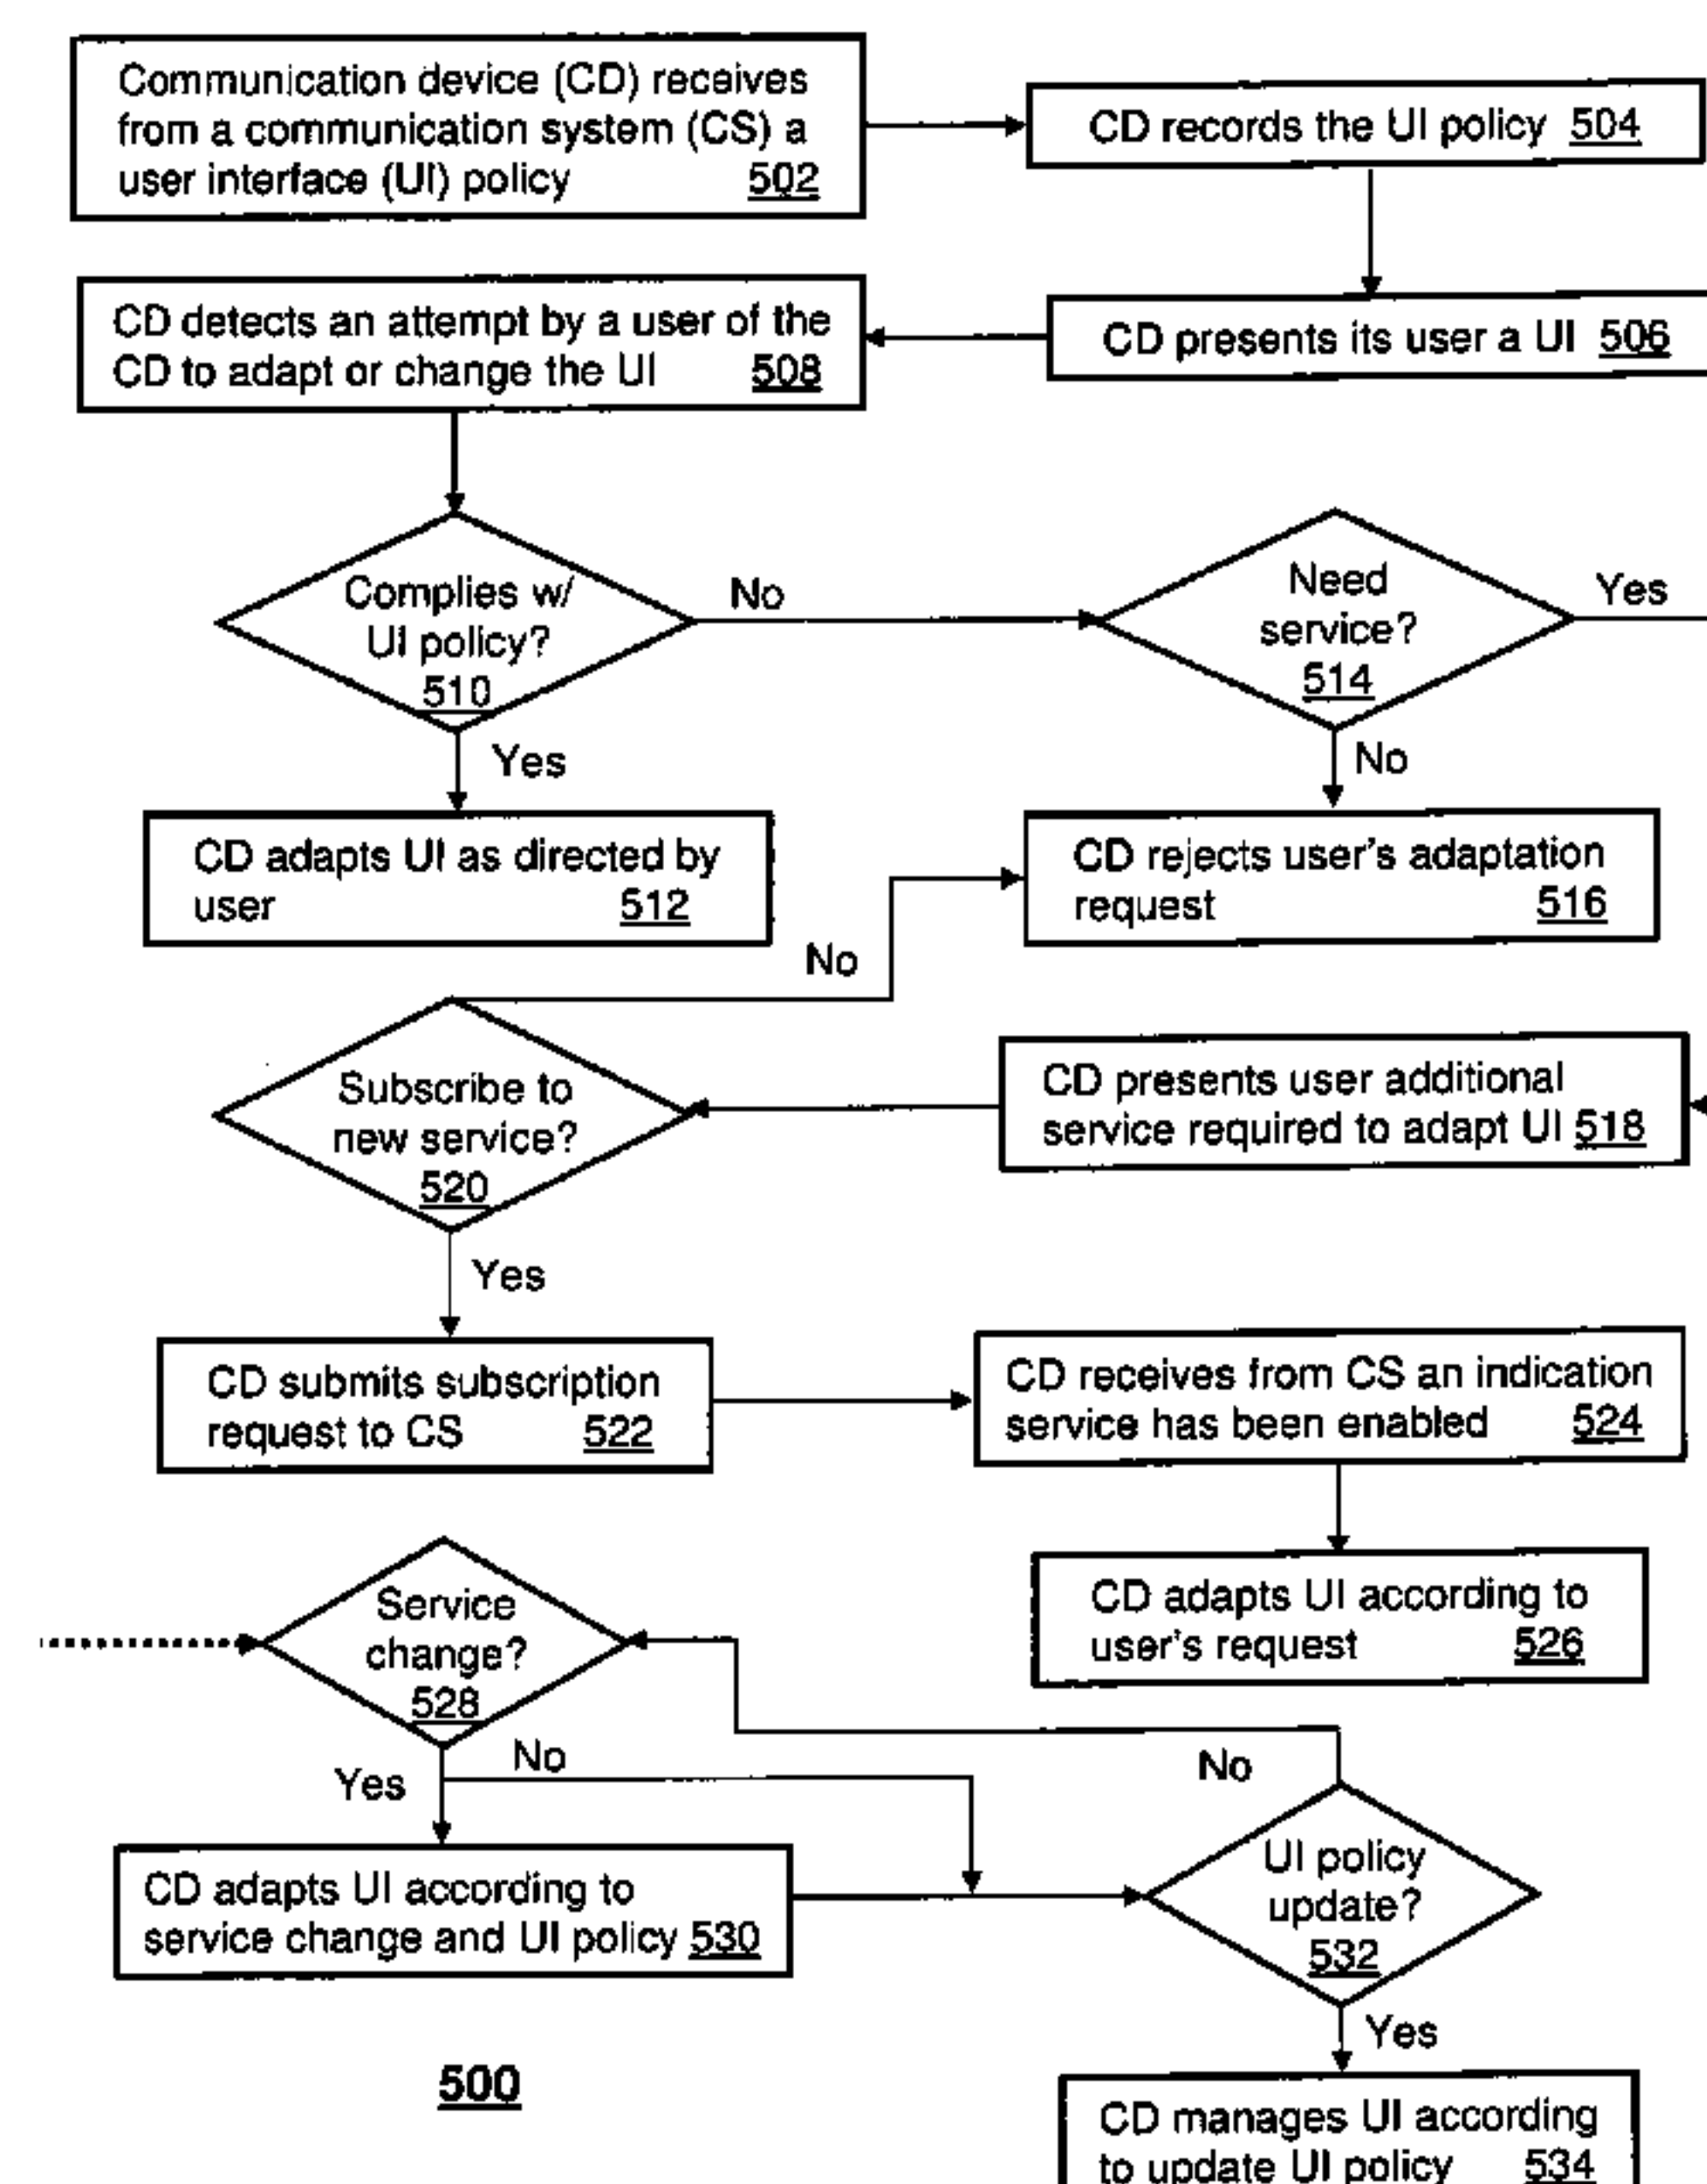 Communication device (CD) receives
from a communication system (CS) a
user interface (UI) policy 502
CD records the UI policy 504
CD presents its user a UI 506
CD detects an attempt by a user of the
CD to adapt or change the UI 508
Complies w/
UI policy?
510
No
Need
service?
514
Yes
Yes
No
CD adapts UI as directed by
user 512
CD rejects user's adaptation
request 516
No
CD presents user additional
service required to adapt UI 518
Subscribe to
new service?
520
Yes
CD submits subscription
request to CS 522
CD receives from CS an indication
service has been enabled 524
CD adapts UI according to
user's request 526
Service
change?
528
Yes
No
No
CD adapts UI according to
service change and UI policy 530
UI policy
update?
532
Yes
500
CD manages UI according
to update UI policy 534